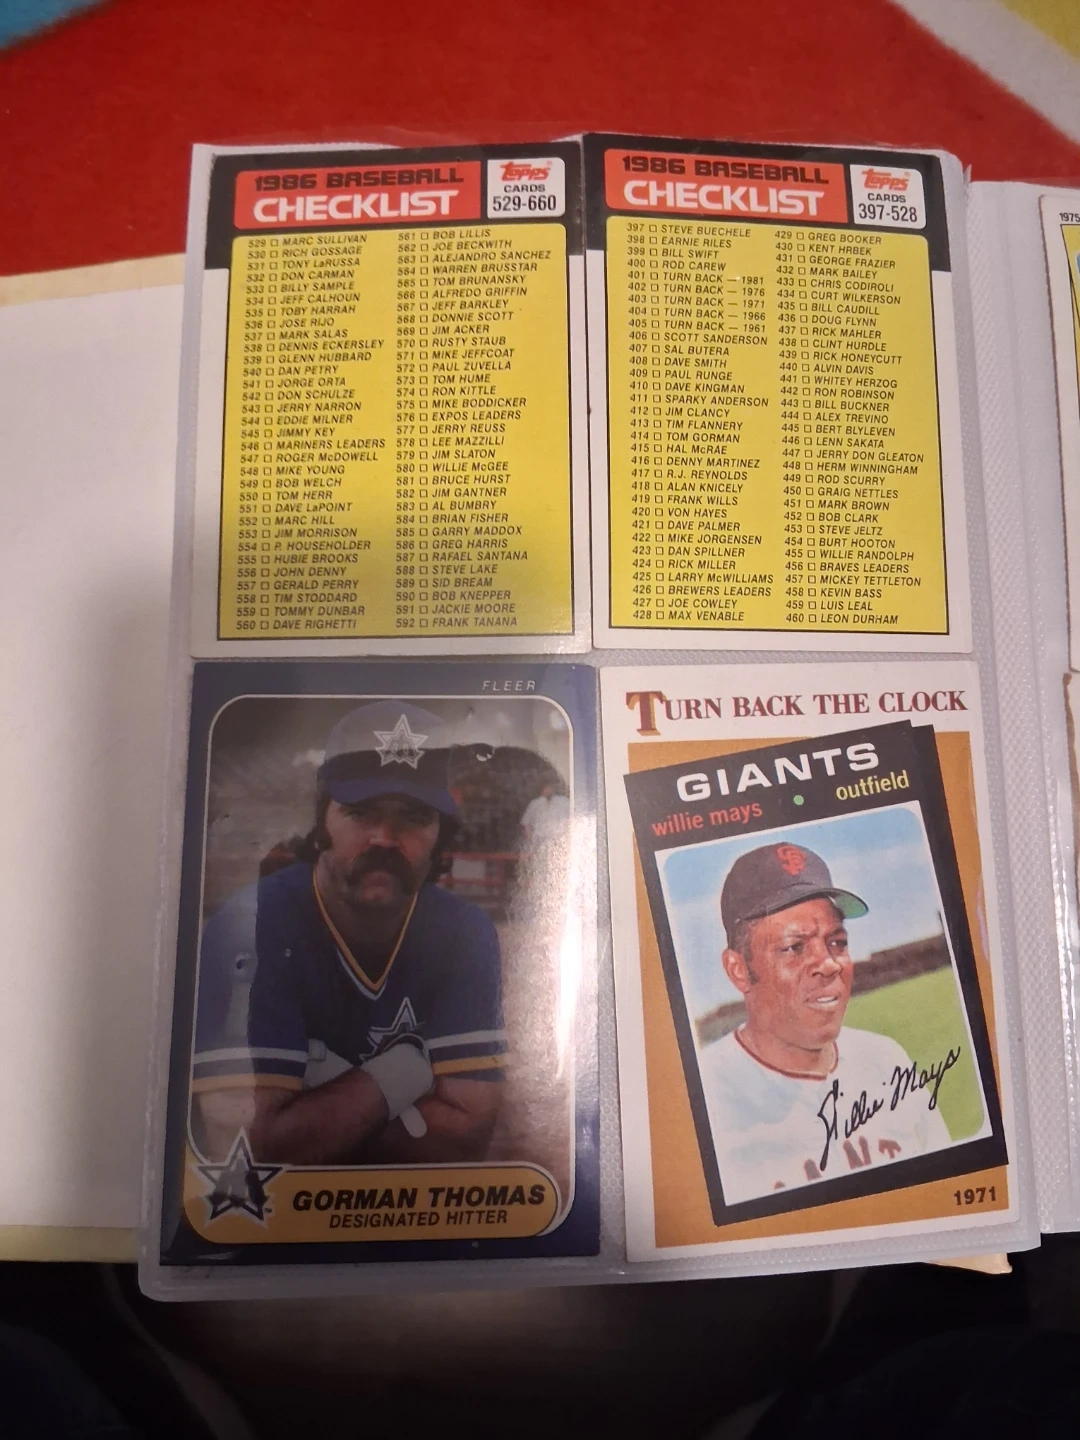 1986 BASEBALL
CHECKLIST
Topps
CARDS
529-660
529 MARC SULLIVAN
530 RICH GOSSAGE
531 TONY LaRUSSA
532 DON CARMAN
533 BILLY SAMPLE
534 JEFF CALHOUN
535 TOBY HARRAH
536 JOSE RIJO
537 MARK SALAS
538 DENNIS ECKERSLEY
539 GLENN HUBBARD
540 DAN PETRY
541 JORGE ORTA
542 DON SCHULZE
543 JERRY NARRON
544 EDDIE MILNER
545 JIMMY KEY
546 MARINERS LEADERS
547 ROGER McDOWELL
548 MIKE YOUNG
549 BOB WELCH
550 TOM HERR
551 DAVE LaPOINT
552 MARC HILL
553 JIM MORRISON
554 P. HOUSEHOLDER
555 HUBIE BROOKS
556 JOHN DENNY
557 GERALD PERRY
558 TIM STODDARD
559 TOMMY DUNBAR
560 DAVE RIGHETTI
561 BOB LILLIS
562 JOE BECKWITH
563 ALEJANDRO SANCHEZ
564 WARREN BRUSSTAR
565 TOM BRUNANSKY
566 ALFREDO GRIFFIN
567 JEFF BARKLEY
568 DONNIE SCOTT
569 JIM ACKER
570 RUSTY STAUB
571 MIKE JEFFCOAT
572 PAUL ZUVELLA
573 TOM HUME
574 RON KITTLE
575 MIKE BODDICKER
576 EXPOS LEADERS
577 JERRY REUSS
578 LEE MAZZILLI
579 JIM SLATON
580 WILLIE McGEE
581 BRUCE HURST
582 JIM GANTNER
583 AL BUMBRY
584 BRIAN FISHER
585 GARRY MADDOX
586 GREG HARRIS
587 RAFAEL SANTANA
588 STEVE LAKE
589 SID BREAM
590 BOB KNEPPER
591 JACKIE MOORE
592 FRANK TANANA
1986 BASEBALL
CHECKLIST
Topps
CARDS
397-528
397 STEVE BUECHELE
398 EARNIE RILES
399 BILL SWIFT
400 ROD CAREW
401 TURN BACK — 1981
402 TURN BACK — 1976
403 TURN BACK — 1971
404 TURN BACK — 1966
405 TURN BACK — 1961
406 SCOTT SANDERSON
407 SAL BUTERA
408 DAVE SMITH
409 PAUL RUNGE
410 DAVE KINGMAN
411 SPARKY ANDERSON
412 JIM CLANCY
413 TIM FLANNERY
414 TOM GORMAN
415 HAL McRAE
416 DENNY MARTINEZ
417 R.J. REYNOLDS
418 ALAN KNICELY
419 FRANK WILLS
420 VON HAYES
421 DAVE PALMER
422 MIKE JORGENSEN
423 DAN SPILLNER
424 RICK MILLER
425 LARRY McWILLIAMS
426 BREWERS LEADERS
427 JOE COWLEY
428 MAX VENABLE
429 GREG BOOKER
430 KENT HRBEK
431 GEORGE FRAZIER
432 MARK BAILEY
433 CHRIS CODIROLI
434 CURT WILKERSON
435 BILL CAUDILL
436 DOUG FLYNN
437 RICK MAHLER
438 CLINT HURDLE
439 RICK HONEYCUTT
440 ALVIN DAVIS
441 WHITEY HERZOG
442 RON ROBINSON
443 BILL BUCKNER
444 ALEX TREVINO
445 BERT BLYLEVEN
446 LENN SAKATA
447 JERRY DON GLEATON
448 HERM WINNINGHAM
449 ROD SCURRY
450 GRAIG NETTLES
451 MARK BROWN
452 BOB CLARK
453 STEVE JELTZ
454 BURT HOOTON
455 WILLIE RANDOLPH
456 BRAVES LEADERS
457 MICKEY TETTLETON
458 KEVIN BASS
459 LUIS LEAL
460 LEON DURHAM
1975
FLEER
GORMAN THOMAS
DESIGNATED HITTER
TURN BACK THE CLOCK
GIANTS
willie mays • outfield
Willie Mays
1971